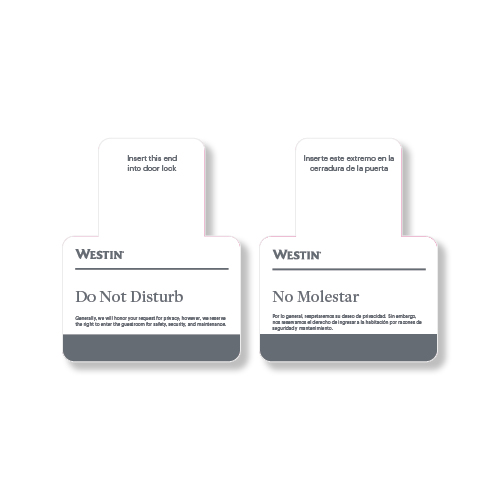 Insert this end
into door lock
WESTIN®
Do Not Disturb
Generally, we will honor your request for privacy; however, we reserve
the right to enter the guestroom for safety, security, and maintenance.
Inserte este extremo en la
cerradura de la puerta
WESTIN®
No Molestar
Por lo general, respetaremos su deseo de privacidad. Sin embargo,
nos reservamos el derecho de ingresar a la habitación por razones de
seguridad y mantenimiento.